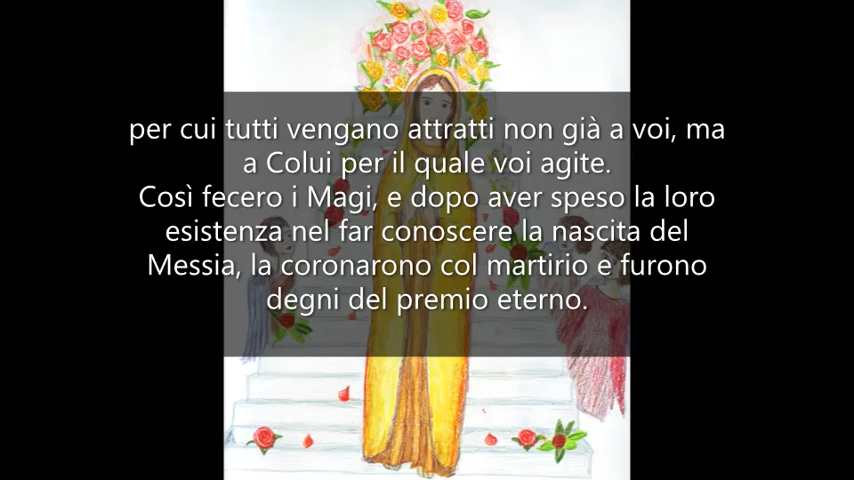 per cui tutti vengano attratti non già a voi, ma
a Colui per il quale voi agite.
Così fecero i Magi, e dopo aver speso la loro
esistenza nel far conoscere la nascita del
Messia, la coronarono col martirio e furono
degni del premio eterno.